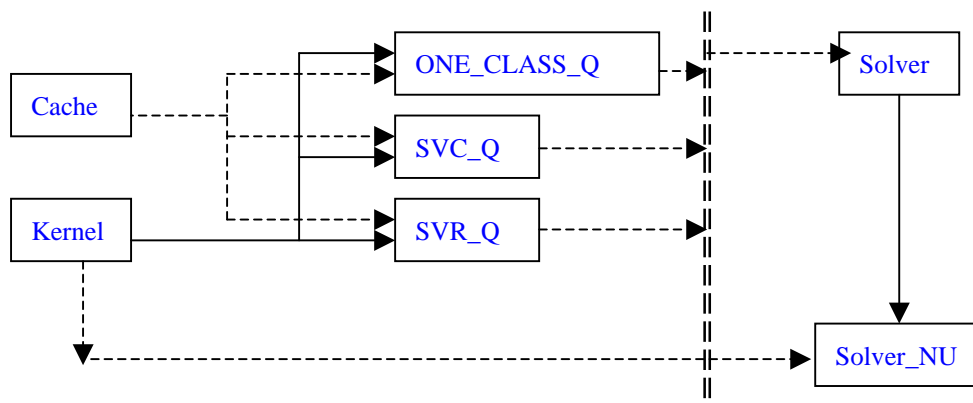 ONE_CLASS_Q
Solver
Cache
SVC_Q
Kernel
SVR_Q
Solver_NU